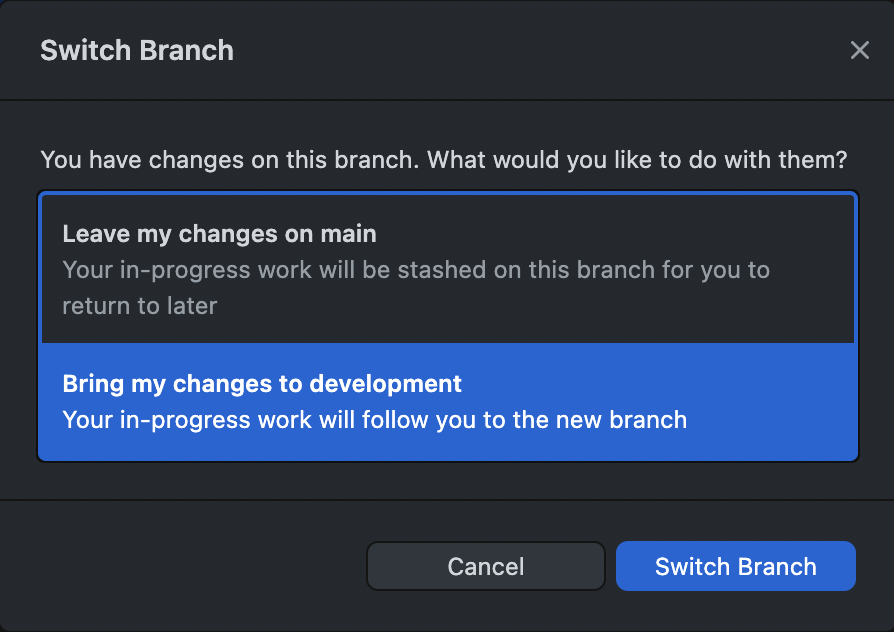 Switch Branch
You have changes on this branch. What would you like to do with them?
Leave my changes on main
Your in-progress work will be stashed on this branch for you to
return to later
Bring my changes to development
Your in-progress work will follow you to the new branch
Cancel
Switch Branch